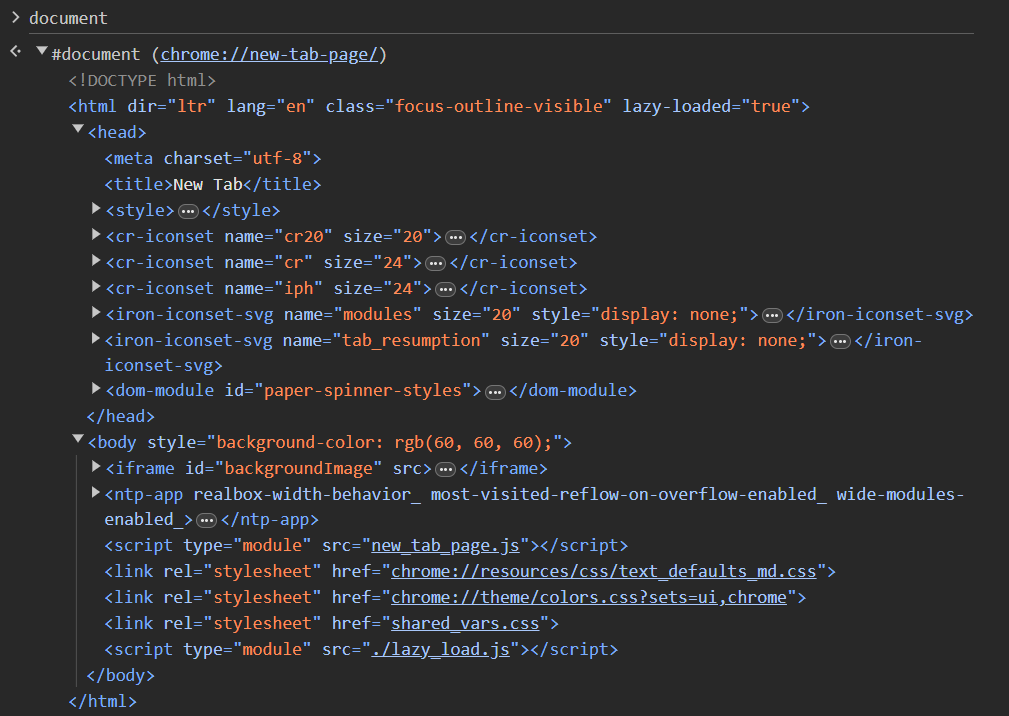 document
#document (chrome://new-tab-page/)
<!DOCTYPE html>
<html dir="ltr" lang="en" class="focus-outline-visible" lazy-loaded="true">
<head>
<meta charset="utf-8">
<title>New Tab</title>
<style>…</style>
<cr-iconset name="cr20" size="20">…</cr-iconset>
<cr-iconset name="cr" size="24">…</cr-iconset>
<cr-iconset name="iph" size="24">…</cr-iconset>
<iron-iconset-svg name="modules" size="20" style="display: none;">…</iron-iconset-svg>
<iron-iconset-svg name="tab_resumption" size="20" style="display: none;">…</iron-
iconset-svg>
<dom-module id="paper-spinner-styles">…</dom-module>
</head>
<body style="background-color: rgb(60, 60, 60);">
<iframe id="backgroundImage" src>…</iframe>
<ntp-app realbox-width-behavior_ most-visited-reflow-on-overflow-enabled_ wide-modules-
enabled_>…</ntp-app>
<script type="module" src="new_tab_page.js"></script>
<link rel="stylesheet" href="chrome://resources/css/text_defaults_md.css">
<link rel="stylesheet" href="chrome://theme/colors.css?sets=ui,chrome">
<link rel="stylesheet" href="shared_vars.css">
<script type="module" src="./lazy_load.js"></script>
</body>
</html>